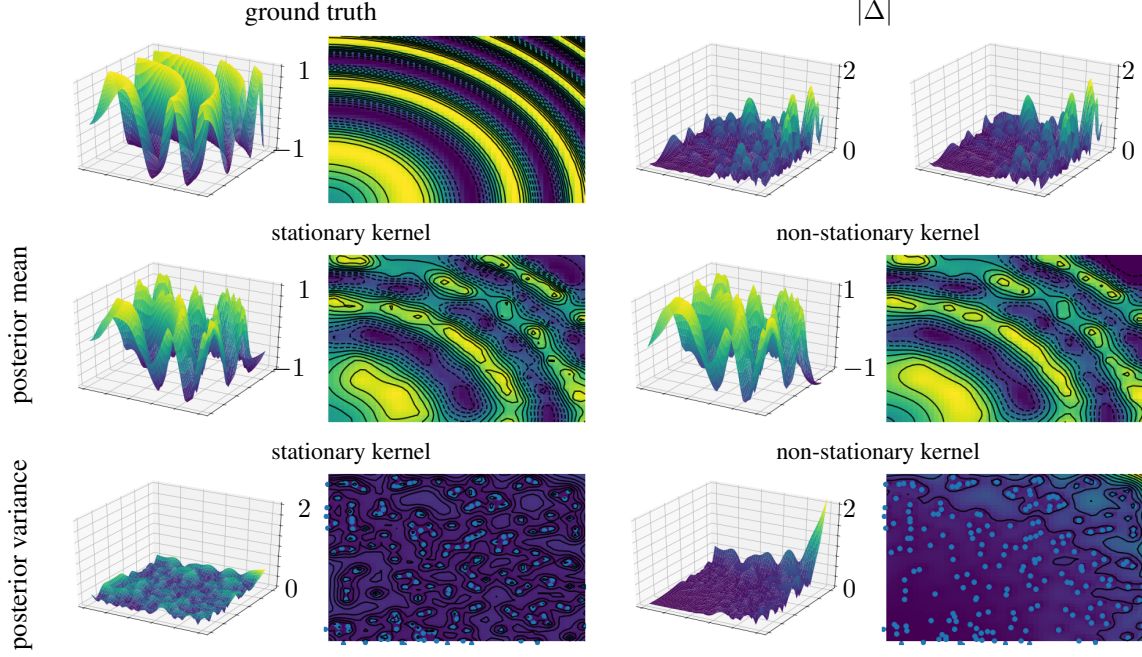 ground truth
|Δ|
1
−1
2
0
2
0
stationary kernel
non-stationary kernel
posterior mean
1
−1
1
−1
stationary kernel
non-stationary kernel
posterior variance
2
0
2
0